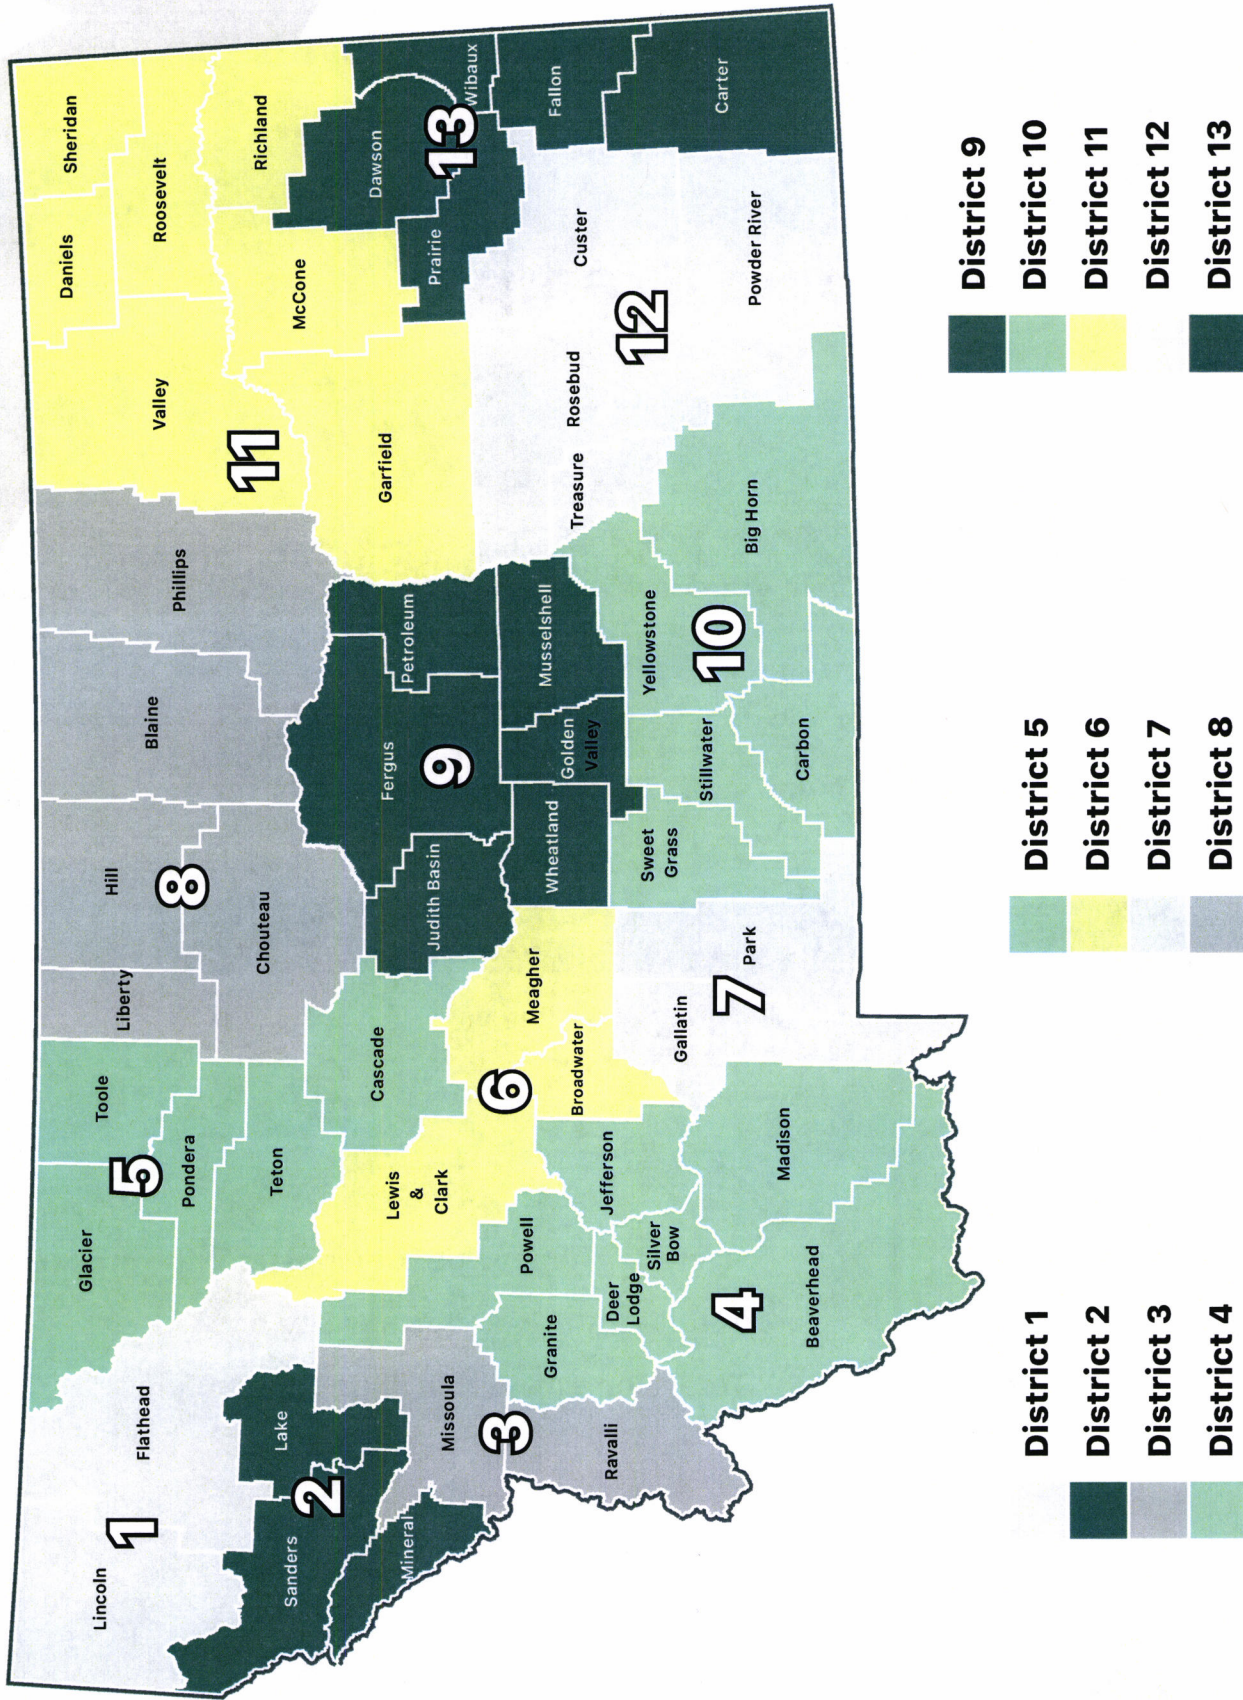 Lincoln
Flathead
1
Glacier
Toole
5
Pondera
Teton
Liberty
Hill
8
Chouteau
Blaine
Phillips
Valley
11
Daniels
Sheridan
Roosevelt
Richland
McCone
Garfield
Sanders
2
Lake
Mineral
Missoula
3
Ravalli
Lewis
&
Clark
Cascade
6
Meagher
Broadwater
Powell
Granite
Deer
Lodge
Silver
Bow
Jefferson
4
Beaverhead
Madison
Gallatin
7
Park
Judith Basin
Fergus
9
Petroleum
Wheatland
Golden
Valley
Musselshell
Sweet
Grass
Stillwater
Yellowstone
10
Carbon
Big Horn
Treasure
Rosebud
12
Custer
Powder River
Dawson
13
Prairie
Wibaux
Fallon
Carter
District 1
District 2
District 3
District 4
District 5
District 6
District 7
District 8
District 9
District 10
District 11
District 12
District 13